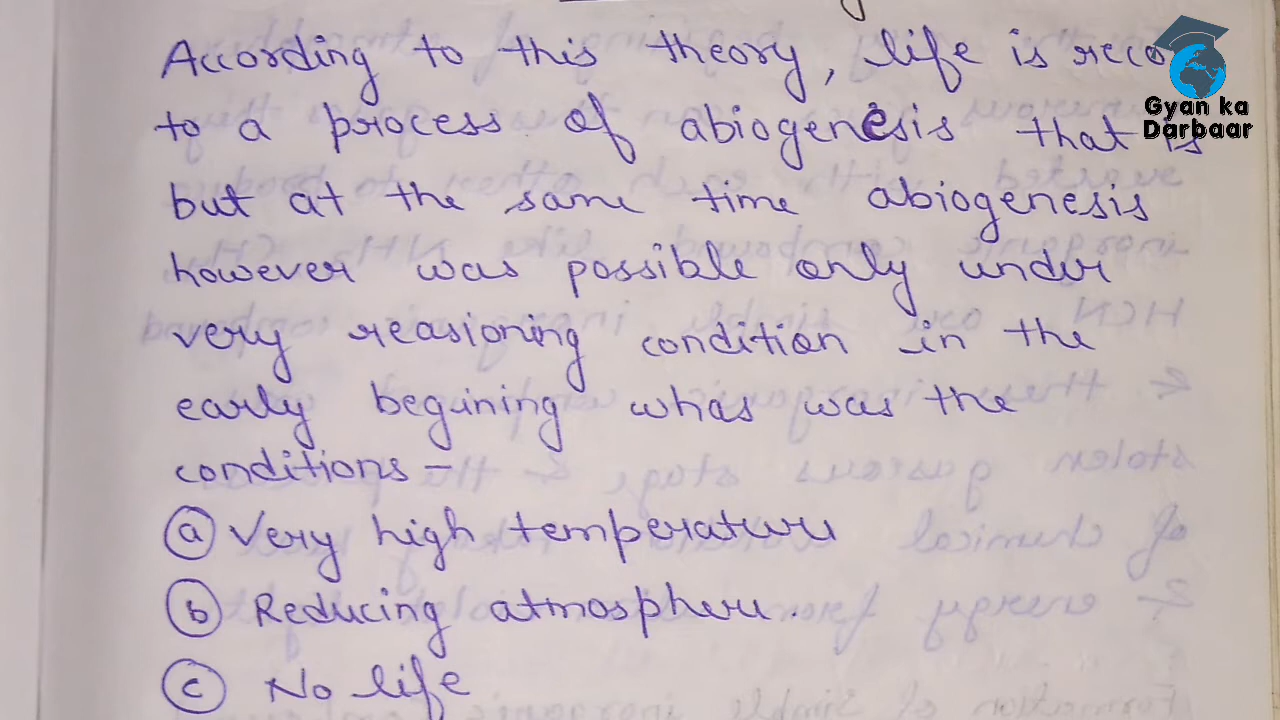 According to this theory, life is
to a process of abiogenesis that is
but at the same time abiogenesis
however was possible only under
very reasioning condition in the
early begining whas was the
conditions-
(a) Very high temperature
(b) Reducing atmosphere.
(c) No life
Gyan ka
Darbaar